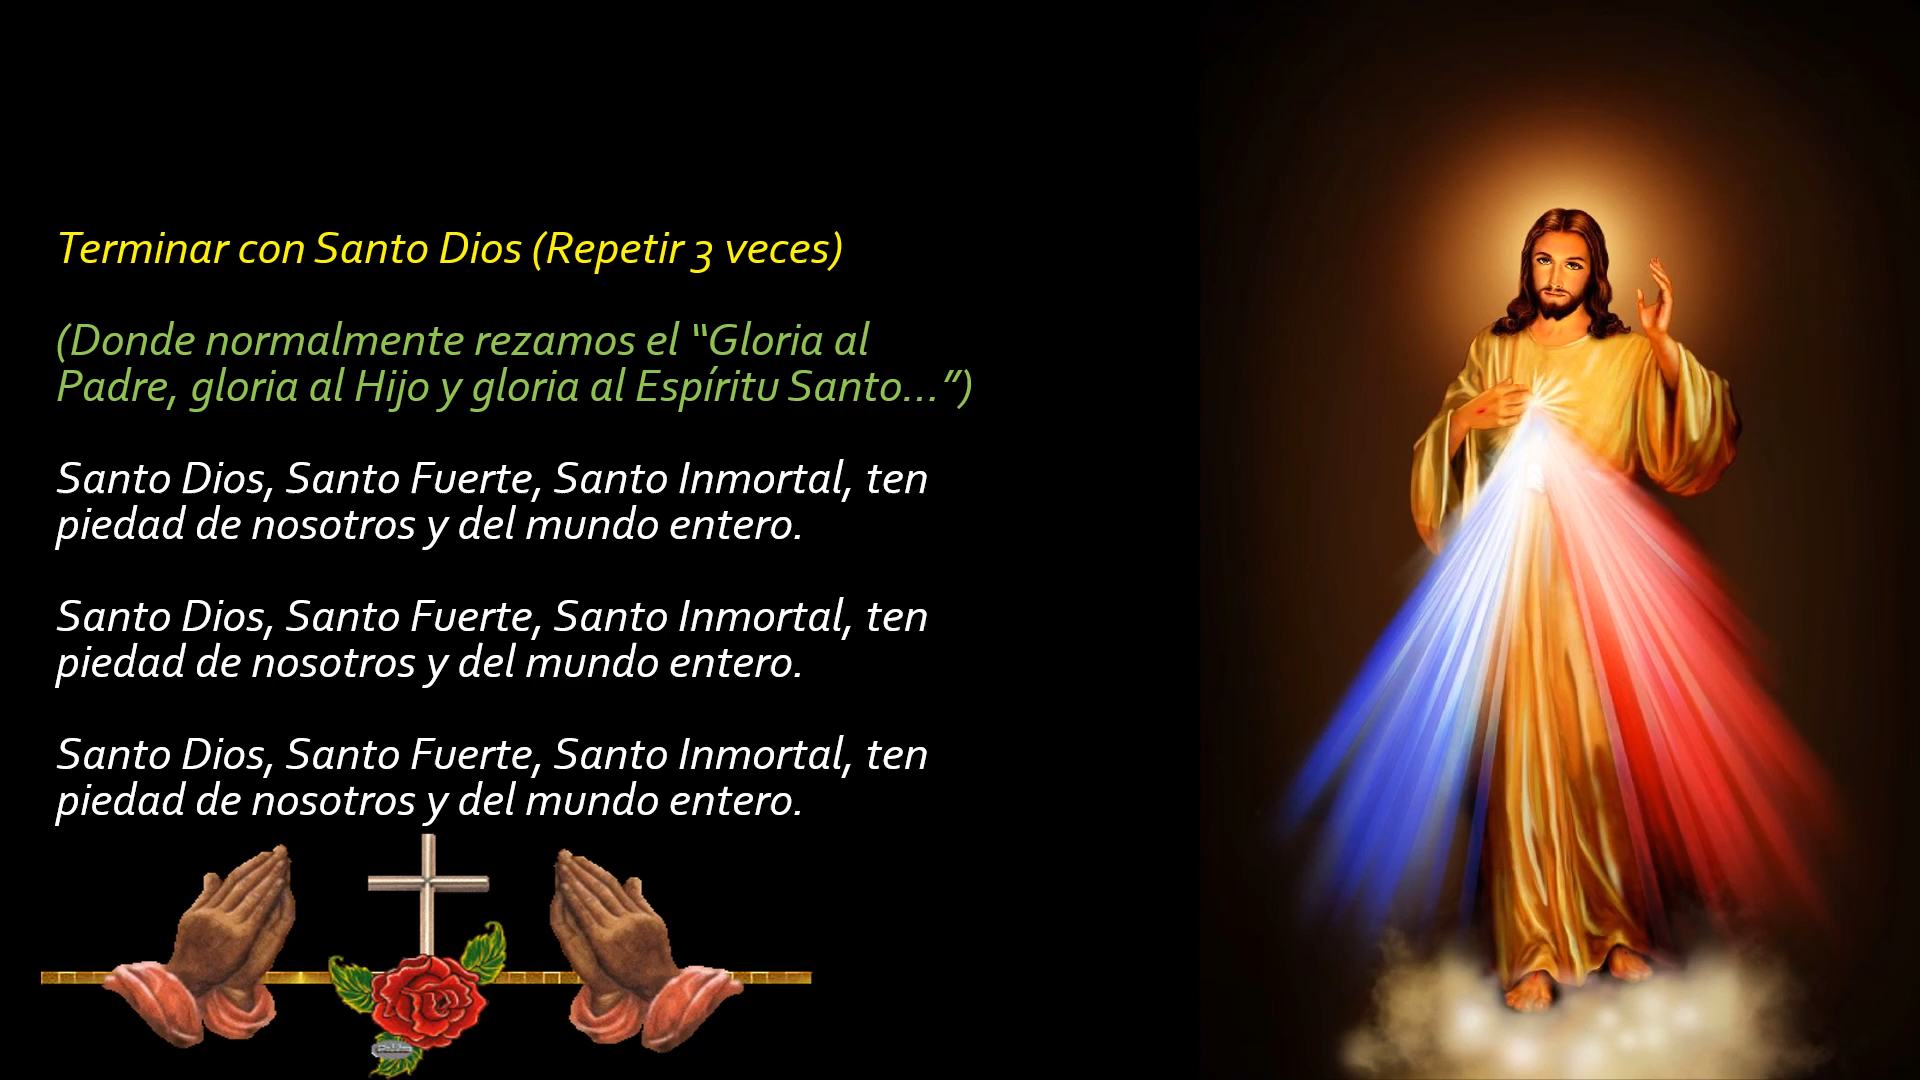 Terminar con Santo Dios (Repetir 3 veces)
(Donde normalmente rezamos el “Gloria al
Padre, gloria al Hijo y gloria al Espíritu Santo…”)
Santo Dios, Santo Fuerte, Santo Inmortal, ten
piedad de nosotros y del mundo entero.
Santo Dios, Santo Fuerte, Santo Inmortal, ten
piedad de nosotros y del mundo entero.
Santo Dios, Santo Fuerte, Santo Inmortal, ten
piedad de nosotros y del mundo entero.